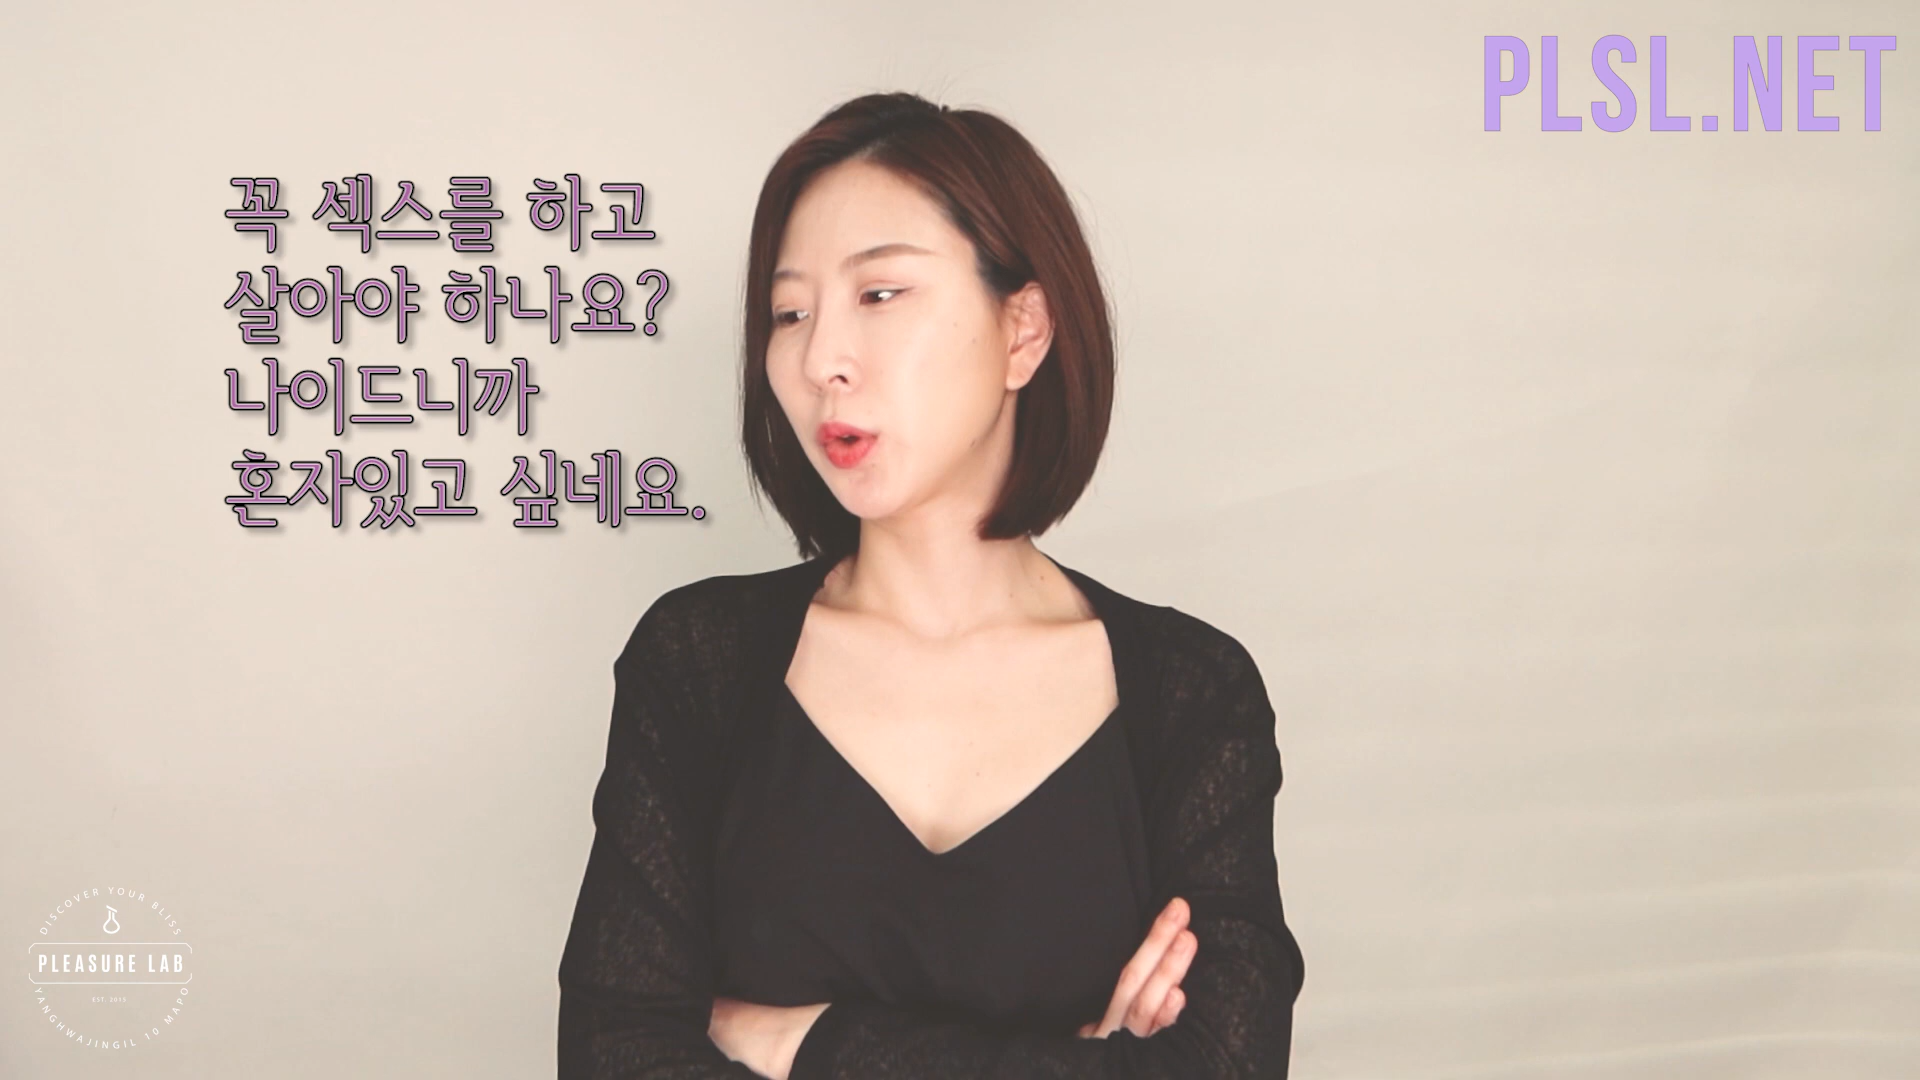 PLSL.NET
꼭 섹스를 하고
살아야 하나요?
나이드니까
혼자있고 싶네요.
DISCOVER YOUR BLISS
PLEASURE LAB
EST. 2015
YANGHWAJINGIL 10 MAPO